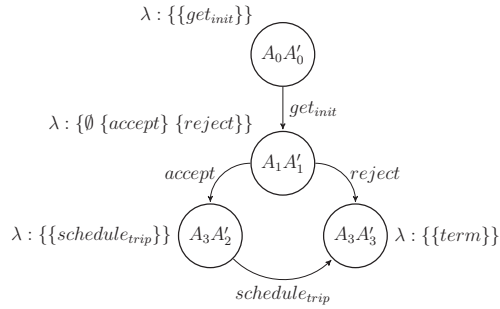 λ : {{get_init}}
A_0A'_0
get_init
λ : {∅ {accept} {reject}}
A_1A'_1
accept
reject
λ : {{schedule_trip}}
A_3A'_2
A_3A'_3
λ : {{term}}
schedule_trip